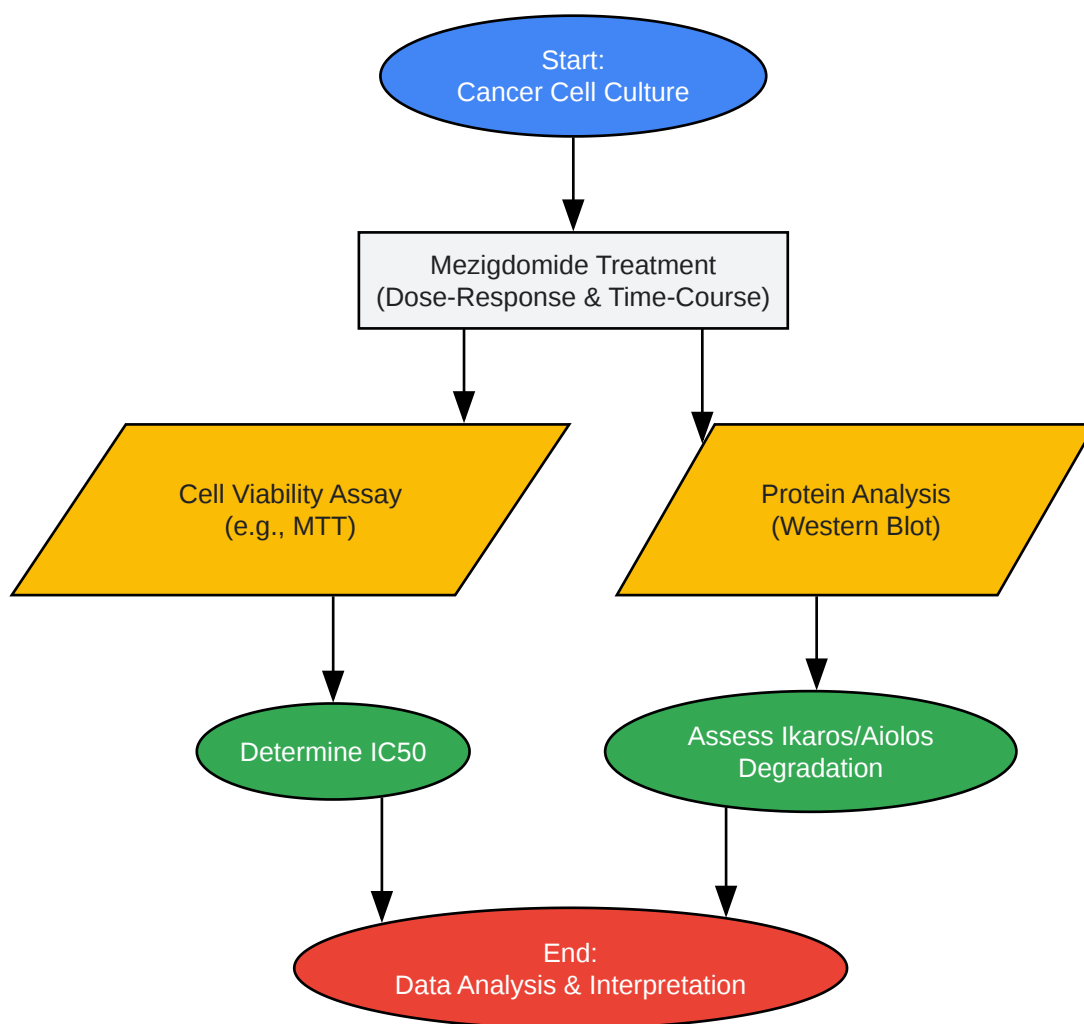 Start:
Cancer Cell Culture
Mezigdomide Treatment
(Dose-Response & Time-Course)
Cell Viability Assay
(e.g., MTT)
Protein Analysis
(Western Blot)
Determine IC50
Assess Ikaros/Aiolos
Degradation
End:
Data Analysis & Interpretation